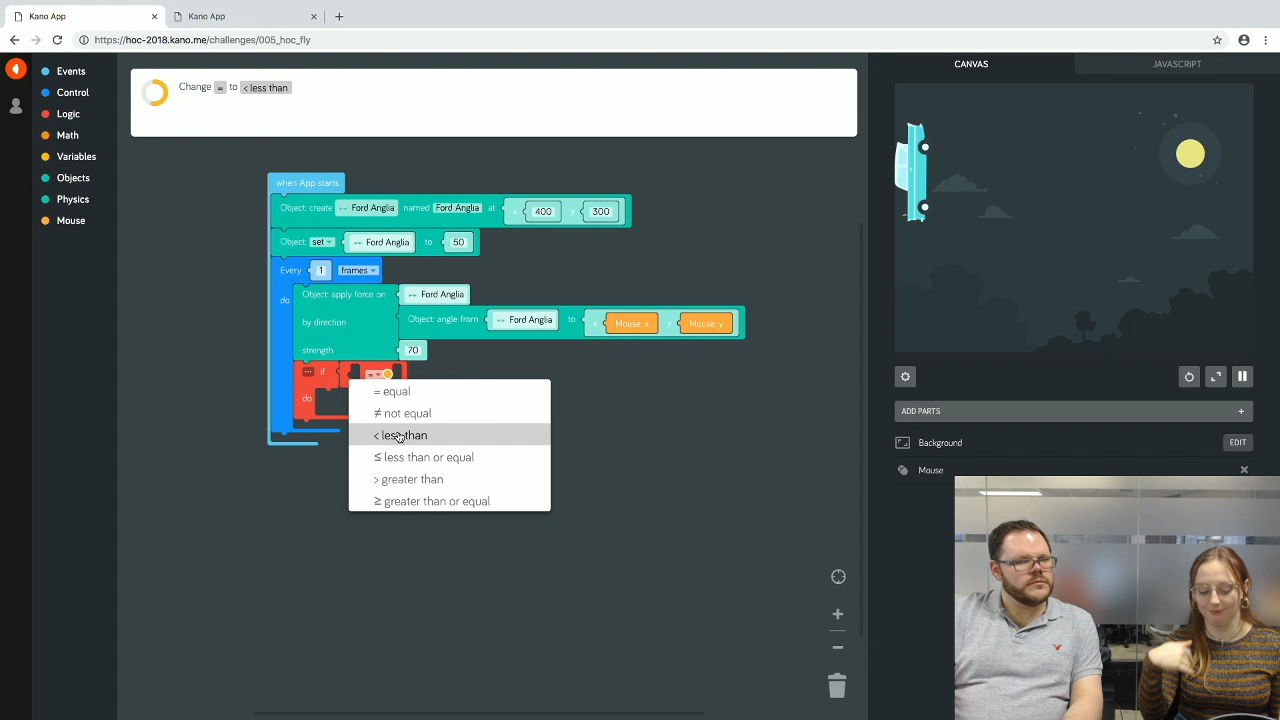 Kano App
Kano App
https://hoc-2018.kano.me/challenges/005_hoc_fly
Events
Control
Logic
Math
Variables
Objects
Physics
Mouse
Change = to < less than
when App starts
Object: create Ford Anglia named Ford Anglia at x 400 y 300
Object: set Ford Anglia to 50
Every 1 frames
do
Object: apply force on Ford Anglia
by direction Object: angle from Ford Anglia to x Mouse x y Mouse y
strength 70
... if =
do
= equal
≠ not equal
< less than
≤ less than or equal
> greater than
≥ greater than or equal
CANVAS
JAVASCRIPT
ADD PARTS +
Background EDIT
Mouse